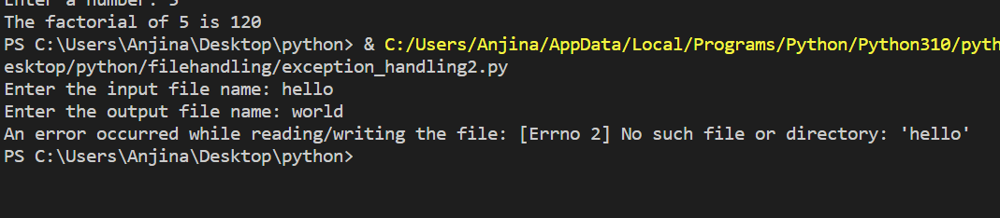 Enter a number: 5
The factorial of 5 is 120
PS C:\Users\Anjina\Desktop\python> & C:/Users/Anjina/AppData/Local/Programs/Python/Python310/pyth
esktop/python/filehandling/exception_handling2.py
Enter the input file name: hello
Enter the output file name: world
An error occurred while reading/writing the file: [Errno 2] No such file or directory: 'hello'
PS C:\Users\Anjina\Desktop\python>